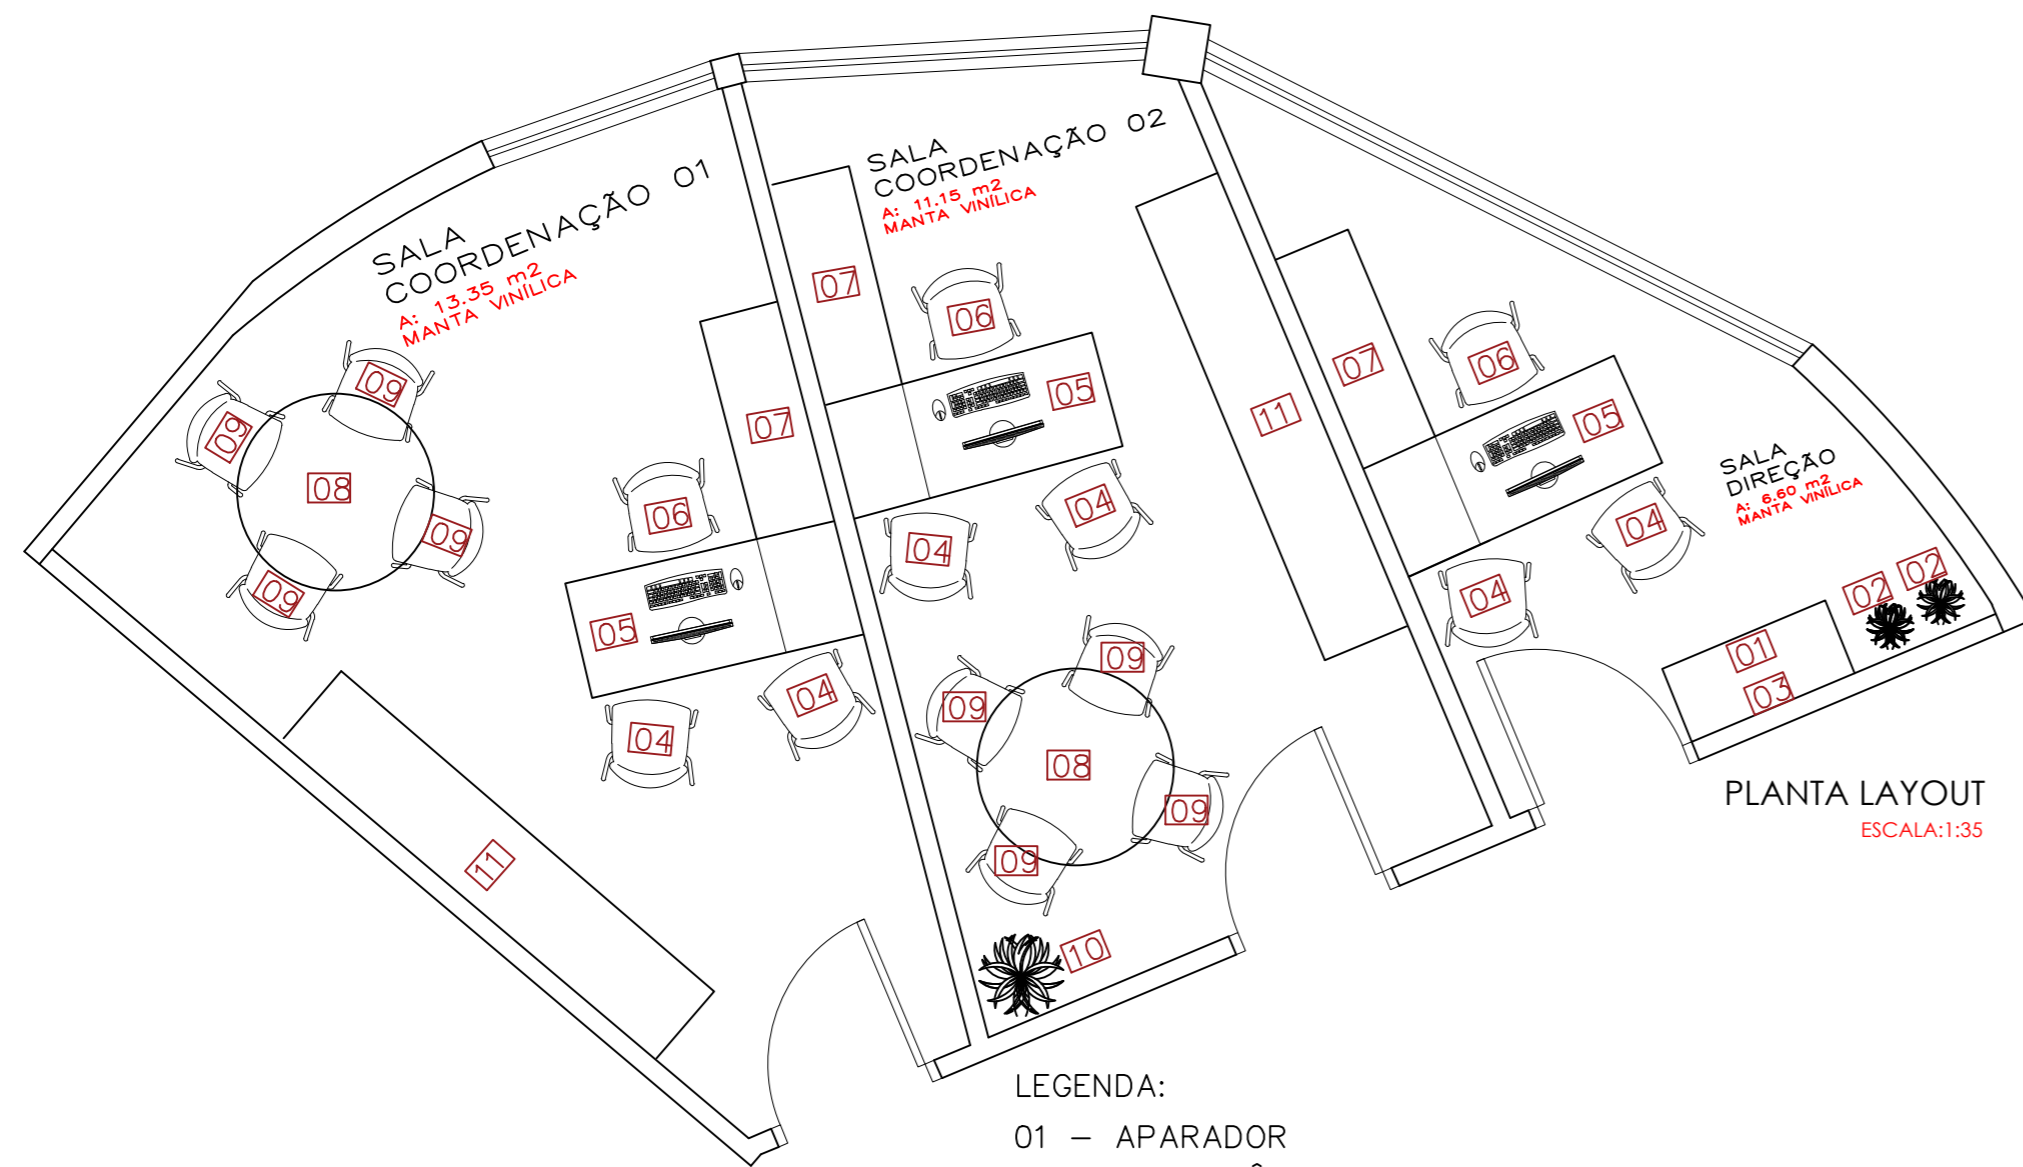 SALA
COORDENAÇÃO 01
A: 13.35 m2
MANTA VINÍLICA
SALA
COORDENAÇÃO 02
A: 11.15 m2
MANTA VINÍLICA
SALA
DIREÇÃO
A: 6.60 m2
MANTA VINÍLICA
09
09
08
09
09
06
07
05
04
04
11
07
06
05
04
04
09
09
08
09
09
10
11
07
06
05
04
04
02
02
01
03
PLANTA LAYOUT
ESCALA:1:35
LEGENDA:
01 – APARADOR